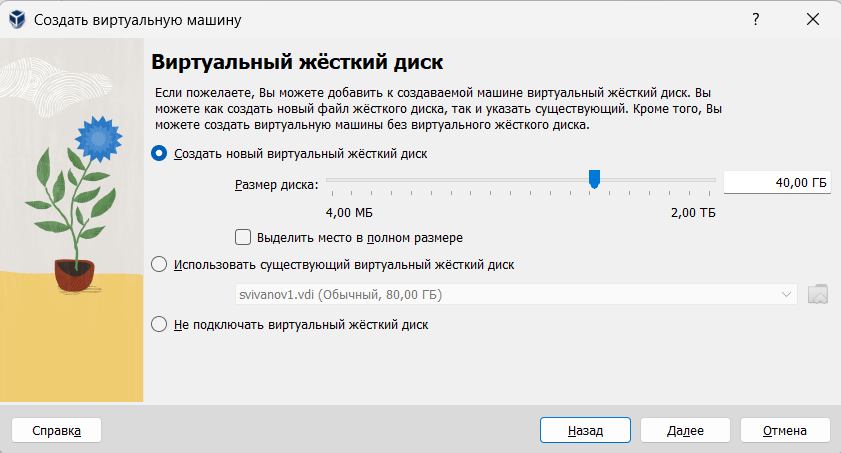 Создать виртуальную машину
?
Виртуальный жёсткий диск
Если пожелаете, Вы можете добавить к создаваемой машине виртуальный жёсткий диск. Вы
можете как создать новый файл жёсткого диска, так и указать существующий. Кроме того, Вы
можете создать виртуальную машины без виртуального жёсткого диска.
Создать новый виртуальный жёсткий диск
Размер диска: 40,00 ГБ
4,00 МБ 2,00 ТБ
Выделить место в полном размере
Использовать существующий виртуальный жёсткий диск
svivanov1.vdi (Обычный, 80,00 ГБ)
Не подключать виртуальный жёсткий диск
Справка Назад Далее Отмена